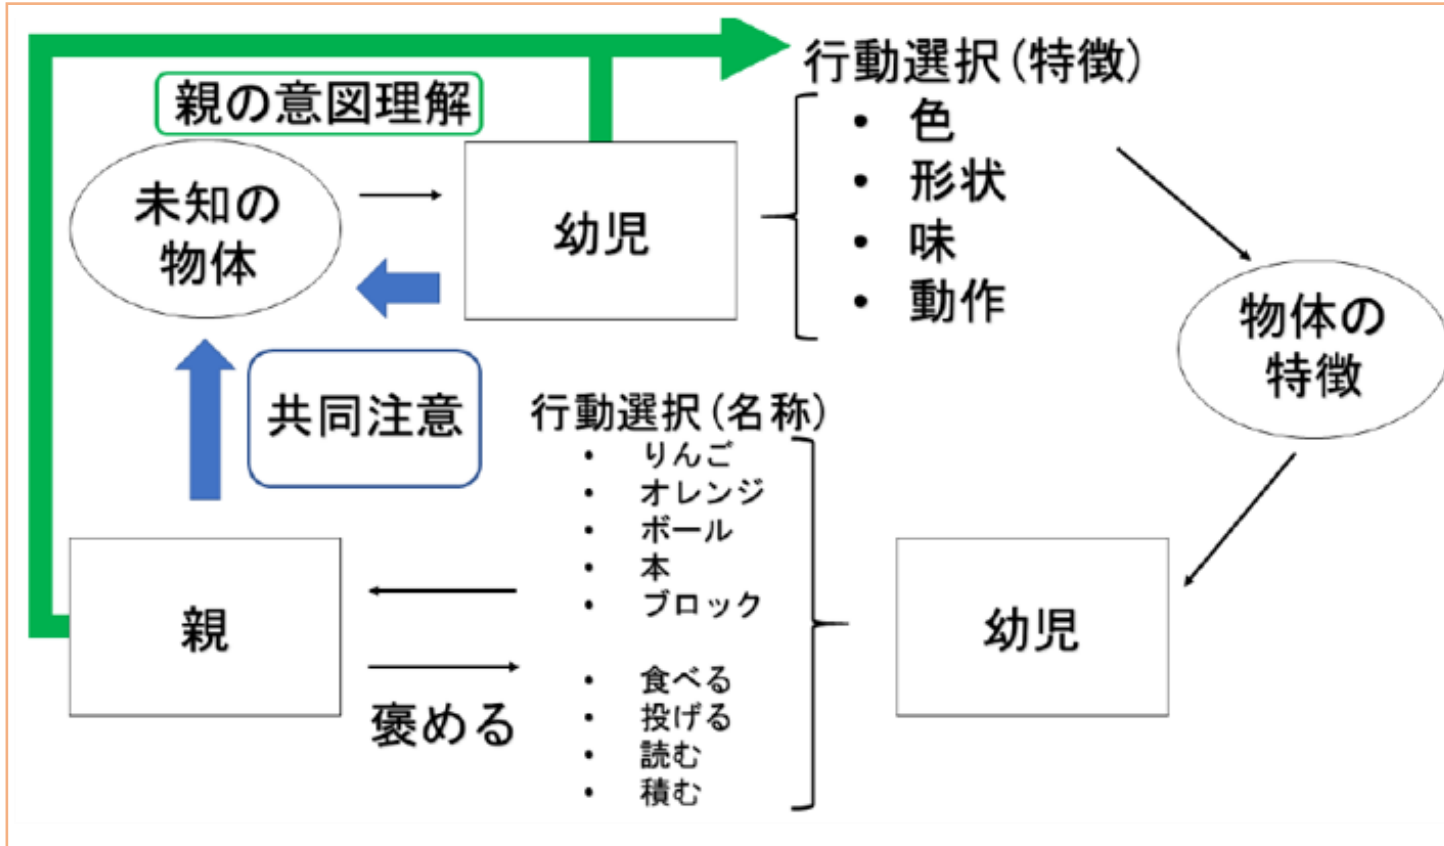 行動選択(特徴)
親の意図理解
• 色
• 形状
• 味
• 動作
未知の
物体
幼児
物体の
特徴
共同注意
行動選択(名称)
• りんご
• オレンジ
• ボール
• 本
• ブロック
• 食べる
• 投げる
• 読む
• 積む
親
褒める
幼児